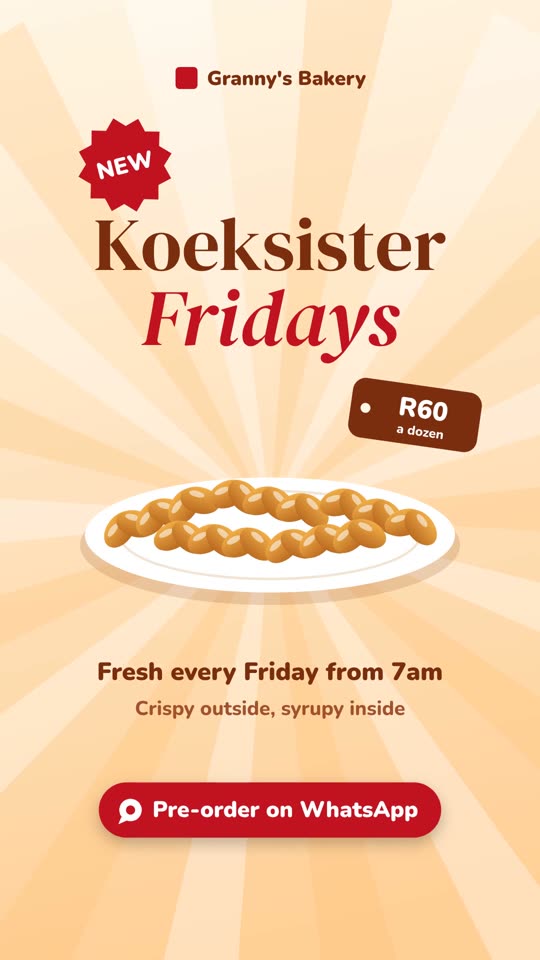 Granny's Bakery
NEW
Koeksister
Fridays
R60
a dozen
Fresh every Friday from 7am
Crispy outside, syrupy inside
Pre-order on WhatsApp